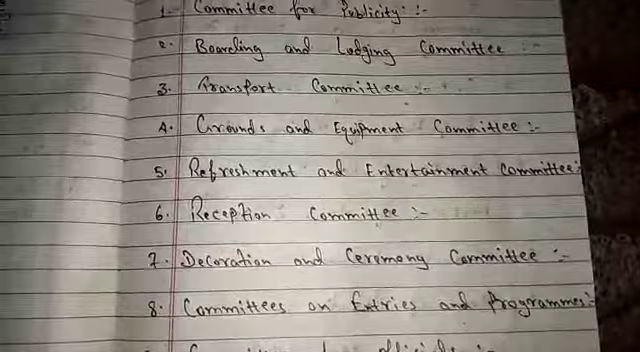 1. Committee for Publicity :-
2. Boarding and Lodging Committee :-
3. Transport Committee :-
4. Grounds and Equipment Committee :-
5. Refreshment and Entertainment Committee :-
6. Reception Committee :-
7. Decoration and Ceremony Committee :-
8. Committees on Entries and Programmes :-